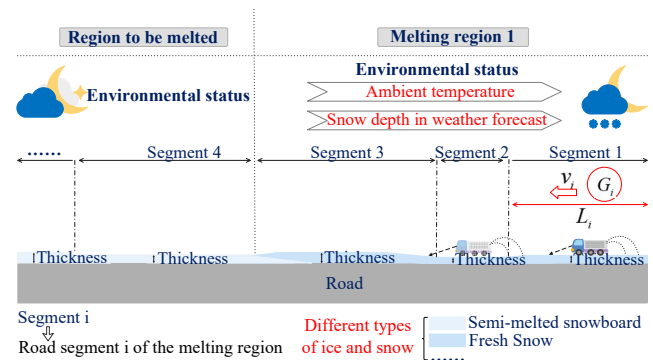 Region to be melted
Melting region 1
Environmental status
Environmental status
Ambient temperature
Snow depth in weather forecast
......
Segment 4
Segment 3
Segment 2
Segment 1
v_i
G_i
L_i
Thickness
Thickness
Thickness
Thickness
Thickness
Road
Segment i
Road segment i of the melting region
Different types
of ice and snow
Semi-melted snowboard
Fresh Snow
......